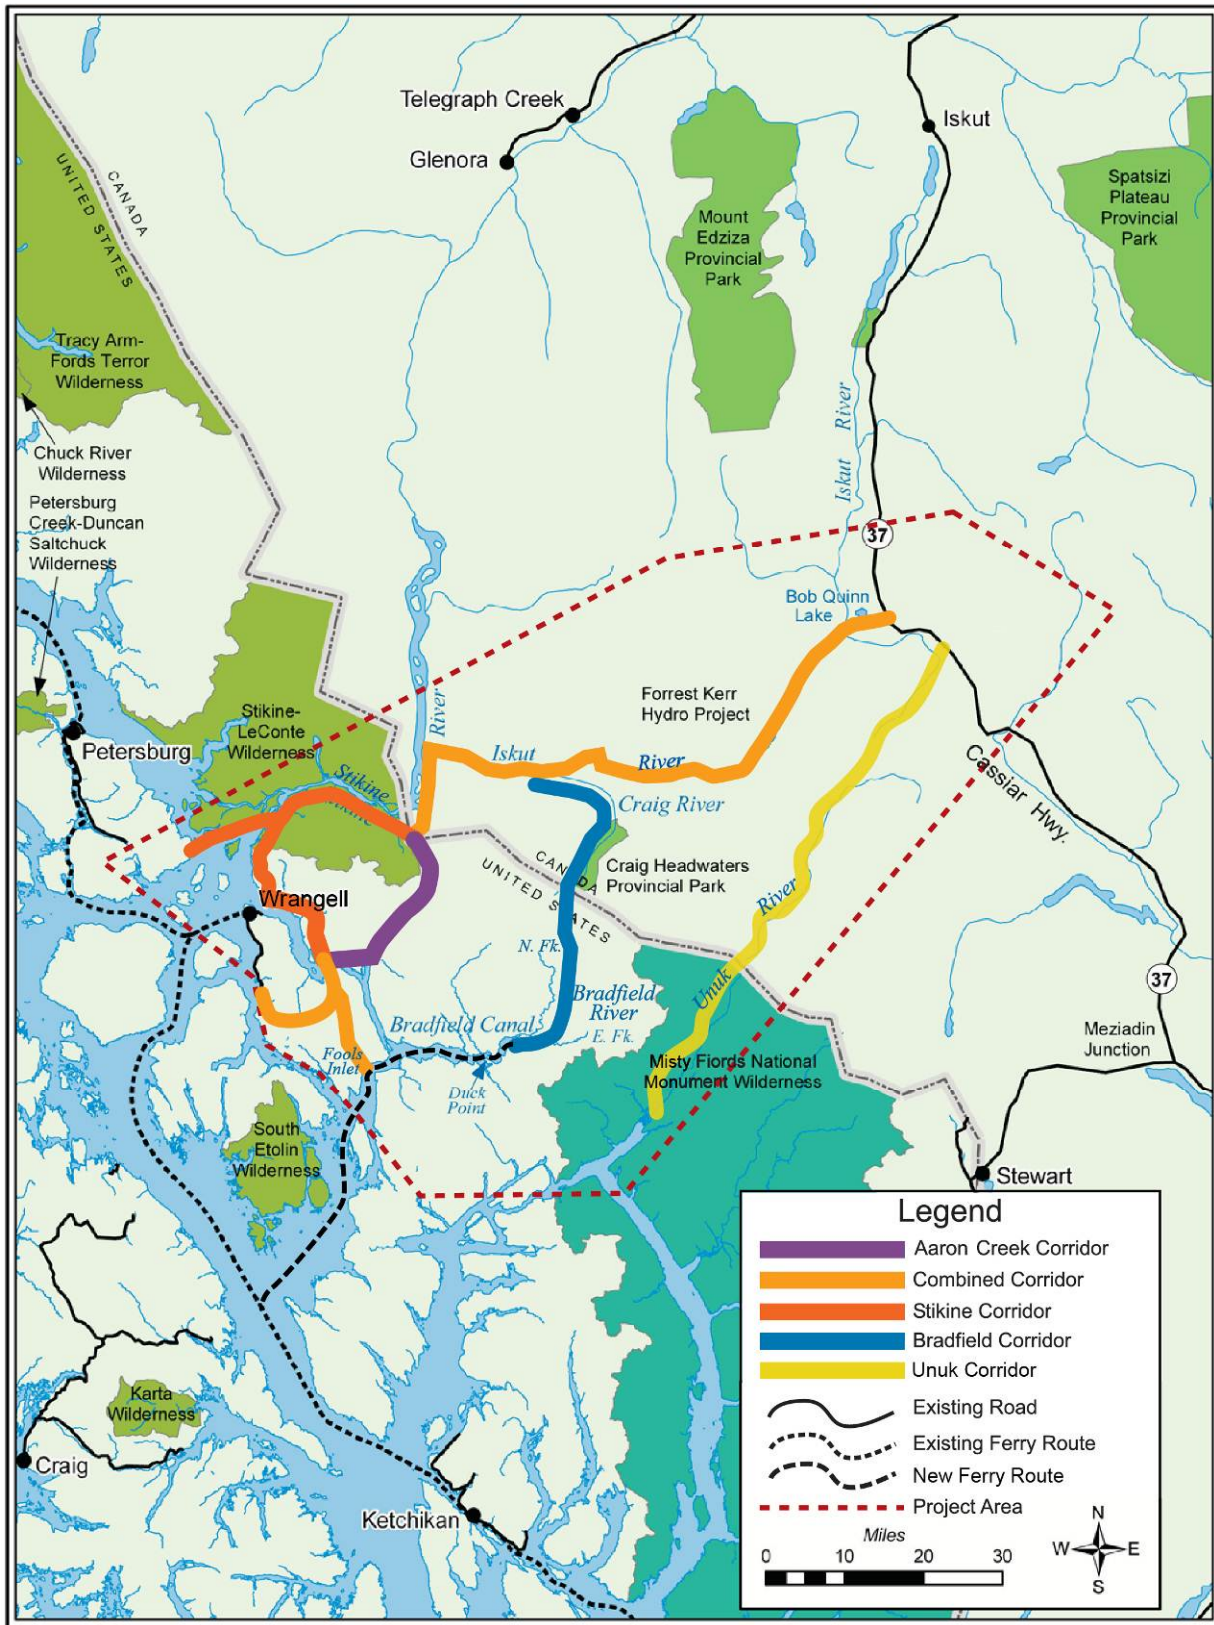 Telegraph Creek
Glenora
Iskut
CANADA
UNITED STATES
Mount
Edziza
Provincial
Park
Spatsizi
Plateau
Provincial
Park
Tracy Arm-
Fords Terror
Wilderness
Chuck River
Wilderness
Petersburg
Creek-Duncan
Saltchuck
Wilderness
Iskut River
37
Bob Quinn
Lake
Stikine-
LeConte
Wilderness
River
Forrest Kerr
Hydro Project
Petersburg
Iskut River
Stikine
Stikine
Craig River
Cassiar Hwy.
CANADA
UNITED STATES
Craig Headwaters
Provincial Park
Wrangell
River
N. Fk.
Unuk
37
Bradfield
River
Bradfield Canal
E. Fk.
Fools
Inlet
Meziadin
Junction
Misty Fiords National
Monument Wilderness
Duck
Point
South
Etolin
Wilderness
Stewart
Legend
Aaron Creek Corridor
Combined Corridor
Stikine Corridor
Bradfield Corridor
Unuk Corridor
Existing Road
Existing Ferry Route
New Ferry Route
Project Area
Miles
0 10 20 30
N
W E
S
Karta
Wilderness
Craig
Ketchikan